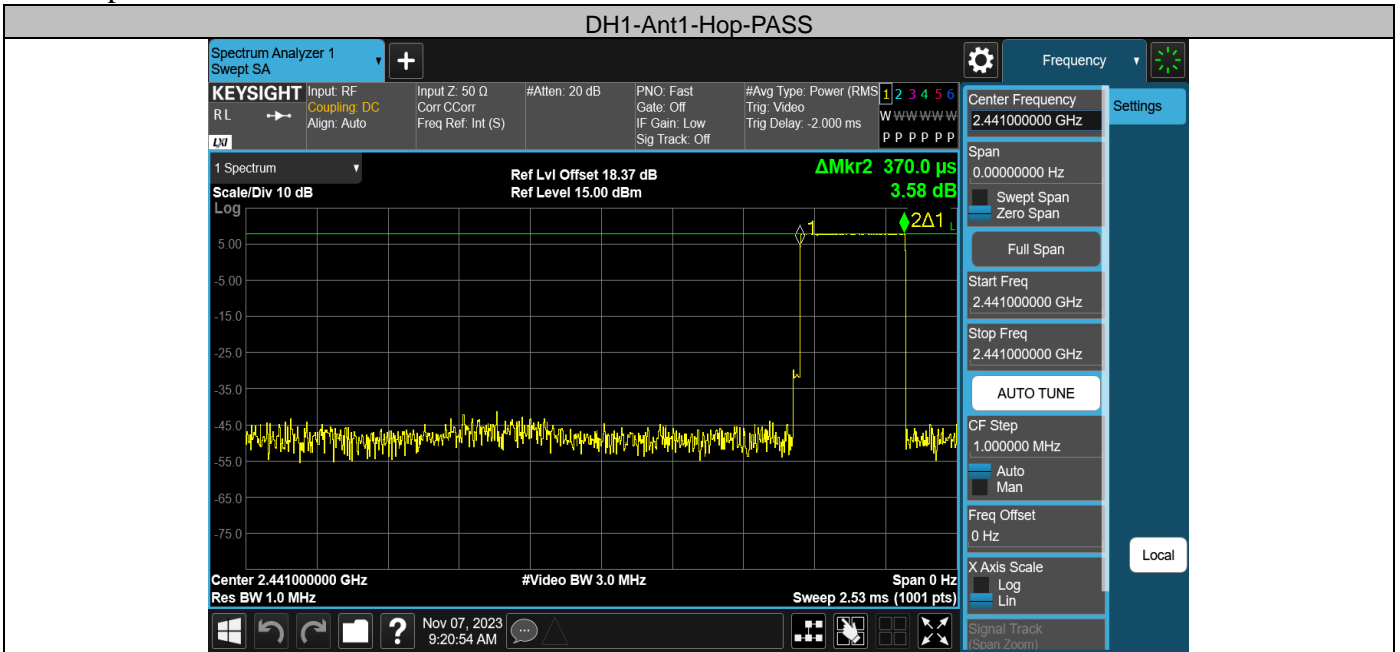 DH1-Ant1-Hop-PASS
Spectrum Analyzer 1
Swept SA
Frequency
KEYSIGHT
RL
LXI
Input: RF
Coupling: DC
Align: Auto
Input Z: 50 Ω
Corr CCorr
Freq Ref: Int (S)
#Atten: 20 dB
PNO: Fast
Gate: Off
IF Gain: Low
Sig Track: Off
#Avg Type: Power (RMS
Trig: Video
Trig Delay: -2.000 ms
1 2 3 4 5 6
W W W W W W
P P P P P P
1 Spectrum
Scale/Div 10 dB
Log
Ref Lvl Offset 18.37 dB
Ref Level 15.00 dBm
ΔMkr2 370.0 µs
3.58 dB
1
2Δ1
L
5.00
-5.00
-15.0
-25.0
-35.0
-45.0
-55.0
-65.0
-75.0
Center 2.441000000 GHz
Res BW 1.0 MHz
#Video BW 3.0 MHz
Span 0 Hz
Sweep 2.53 ms (1001 pts)
Nov 07, 2023
9:20:54 AM
Center Frequency
2.441000000 GHz
Span
0.00000000 Hz
Swept Span
Zero Span
Full Span
Start Freq
2.441000000 GHz
Stop Freq
2.441000000 GHz
AUTO TUNE
CF Step
1.000000 MHz
Auto
Man
Freq Offset
0 Hz
X Axis Scale
Log
Lin
Signal Track
(Span Zoom)
Settings
Local